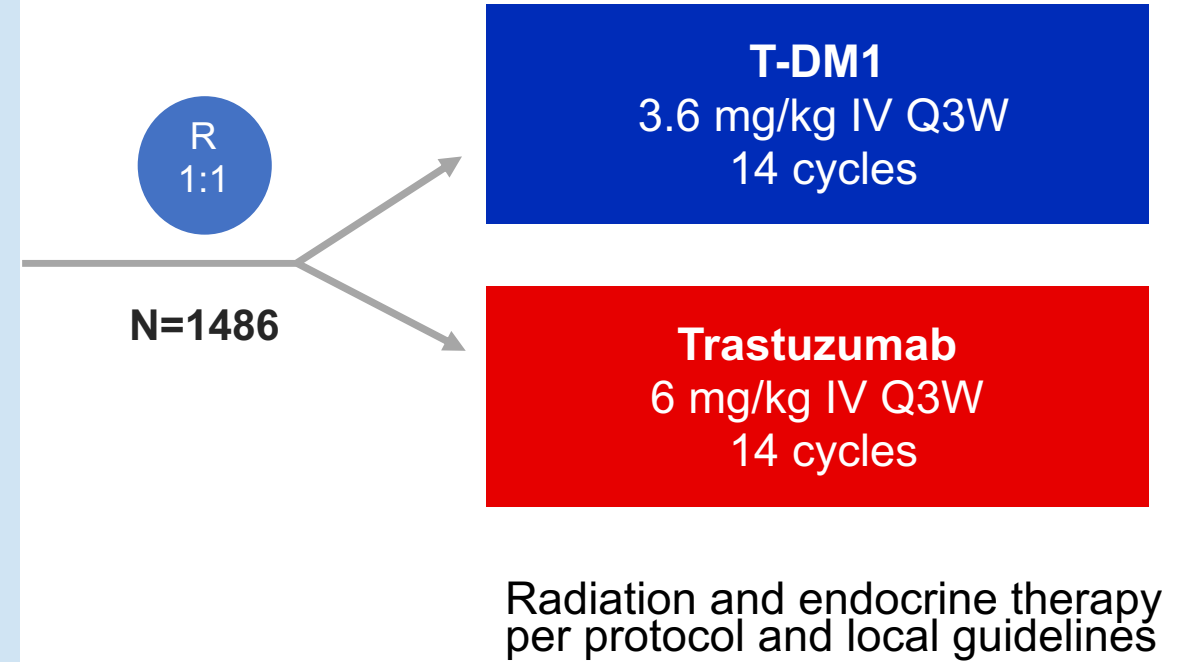 R
1:1
N=1486
T-DM1
3.6 mg/kg IV Q3W
14 cycles
Trastuzumab
6 mg/kg IV Q3W
14 cycles
Radiation and endocrine therapy
per protocol and local guidelines